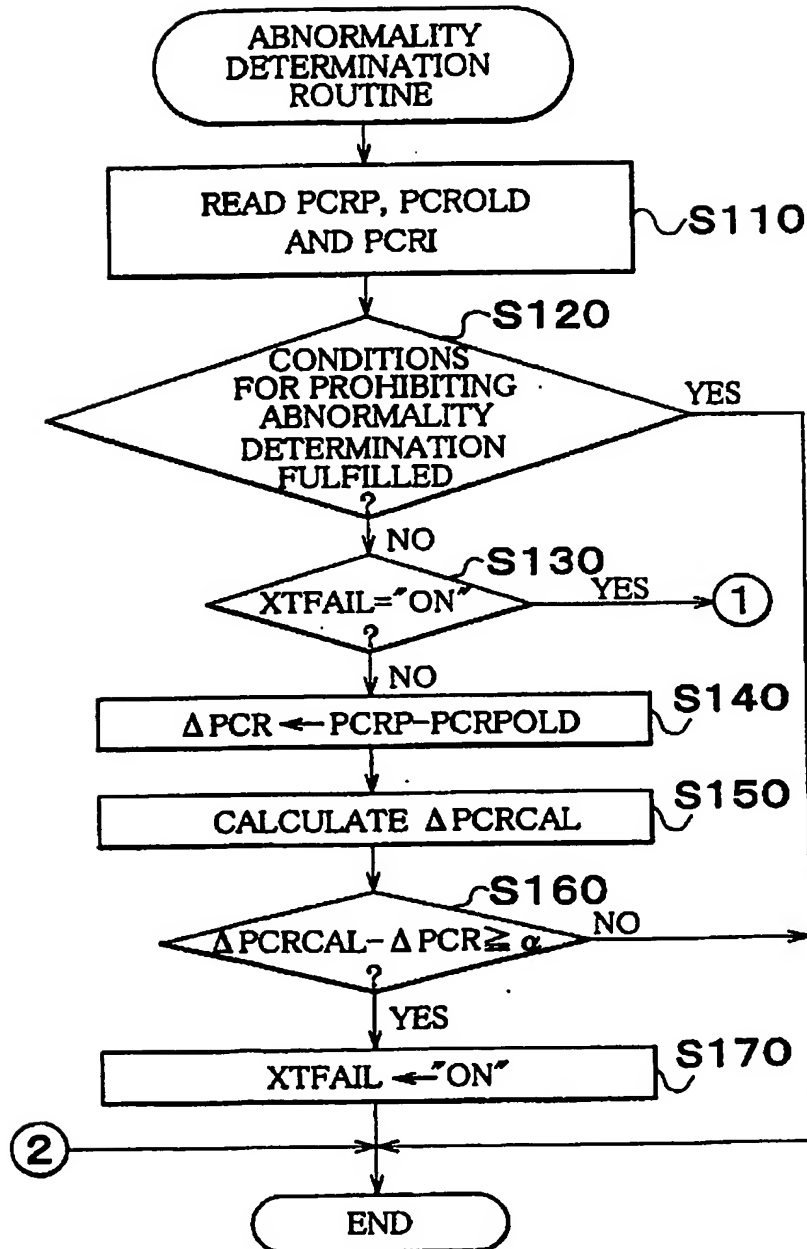 ABNORMALITY
DETERMINATION
ROUTINE
READ PCRP, PCROLD
AND PCRI
S110
S120
CONDITIONS
FOR PROHIBITING
ABNORMALITY
DETERMINATION
FULFILLED
?
YES
NO
S130
XTFAIL="ON"
?
YES
1
NO
S140
ΔPCR←PCRP-PCRPOLD
S150
CALCULATE ΔPCRCAL
S160
ΔPCRCAL-ΔPCR≧α
?
NO
YES
S170
XTFAIL←"ON"
2
END